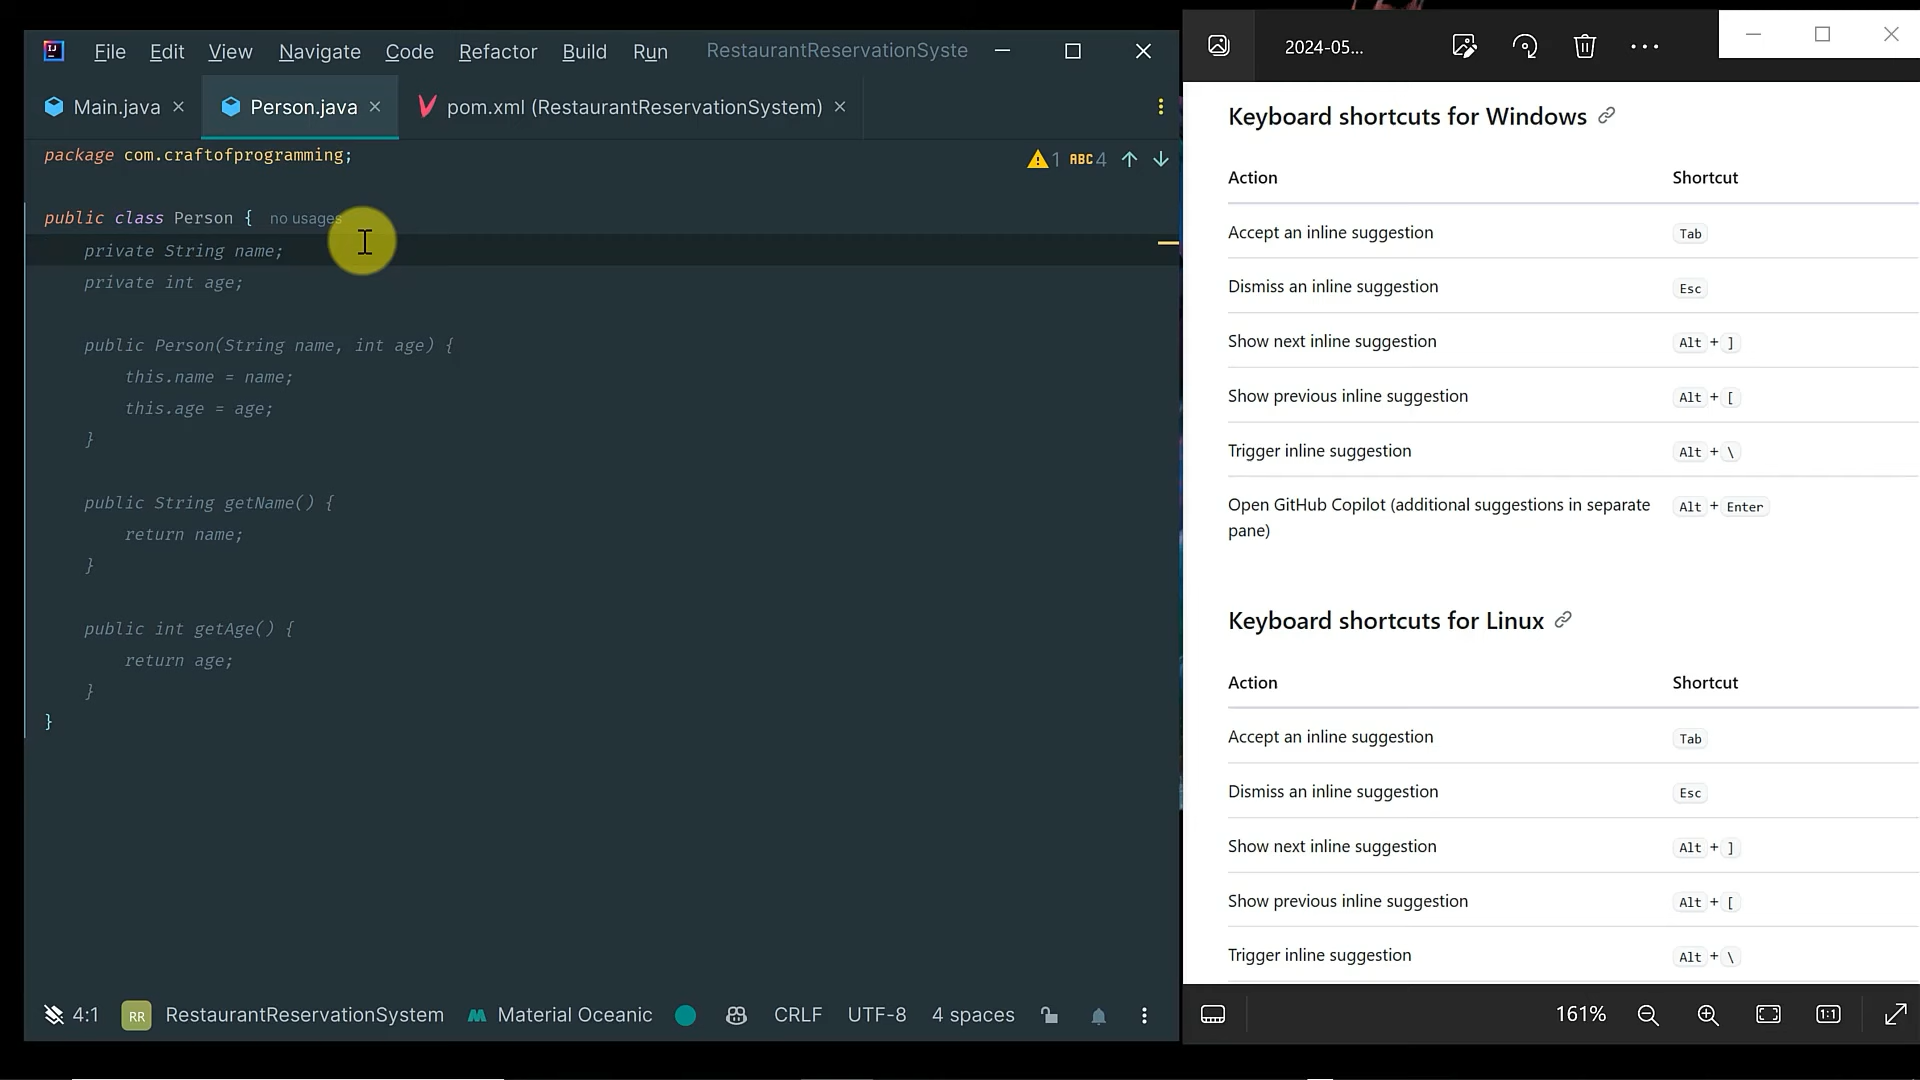 File Edit View Navigate Code Refactor Build Run RestaurantReservationSyste
Main.java Person.java pom.xml (RestaurantReservationSystem)
package com.craftofprogramming;
1 ABC 4
public class Person { no usages
private String name;
private int age;
public Person(String name, int age) {
this.name = name;
this.age = age;
}
public String getName() {
return name;
}
public int getAge() {
return age;
}
}
4:1 RR RestaurantReservationSystem Material Oceanic CRLF UTF-8 4 spaces
2024-05...
Keyboard shortcuts for Windows
Action Shortcut
Accept an inline suggestion Tab
Dismiss an inline suggestion Esc
Show next inline suggestion Alt + ]
Show previous inline suggestion Alt + [
Trigger inline suggestion Alt + \
Open GitHub Copilot (additional suggestions in separate Alt + Enter
pane)
Keyboard shortcuts for Linux
Action Shortcut
Accept an inline suggestion Tab
Dismiss an inline suggestion Esc
Show next inline suggestion Alt + ]
Show previous inline suggestion Alt + [
Trigger inline suggestion Alt + \
161% 1:1